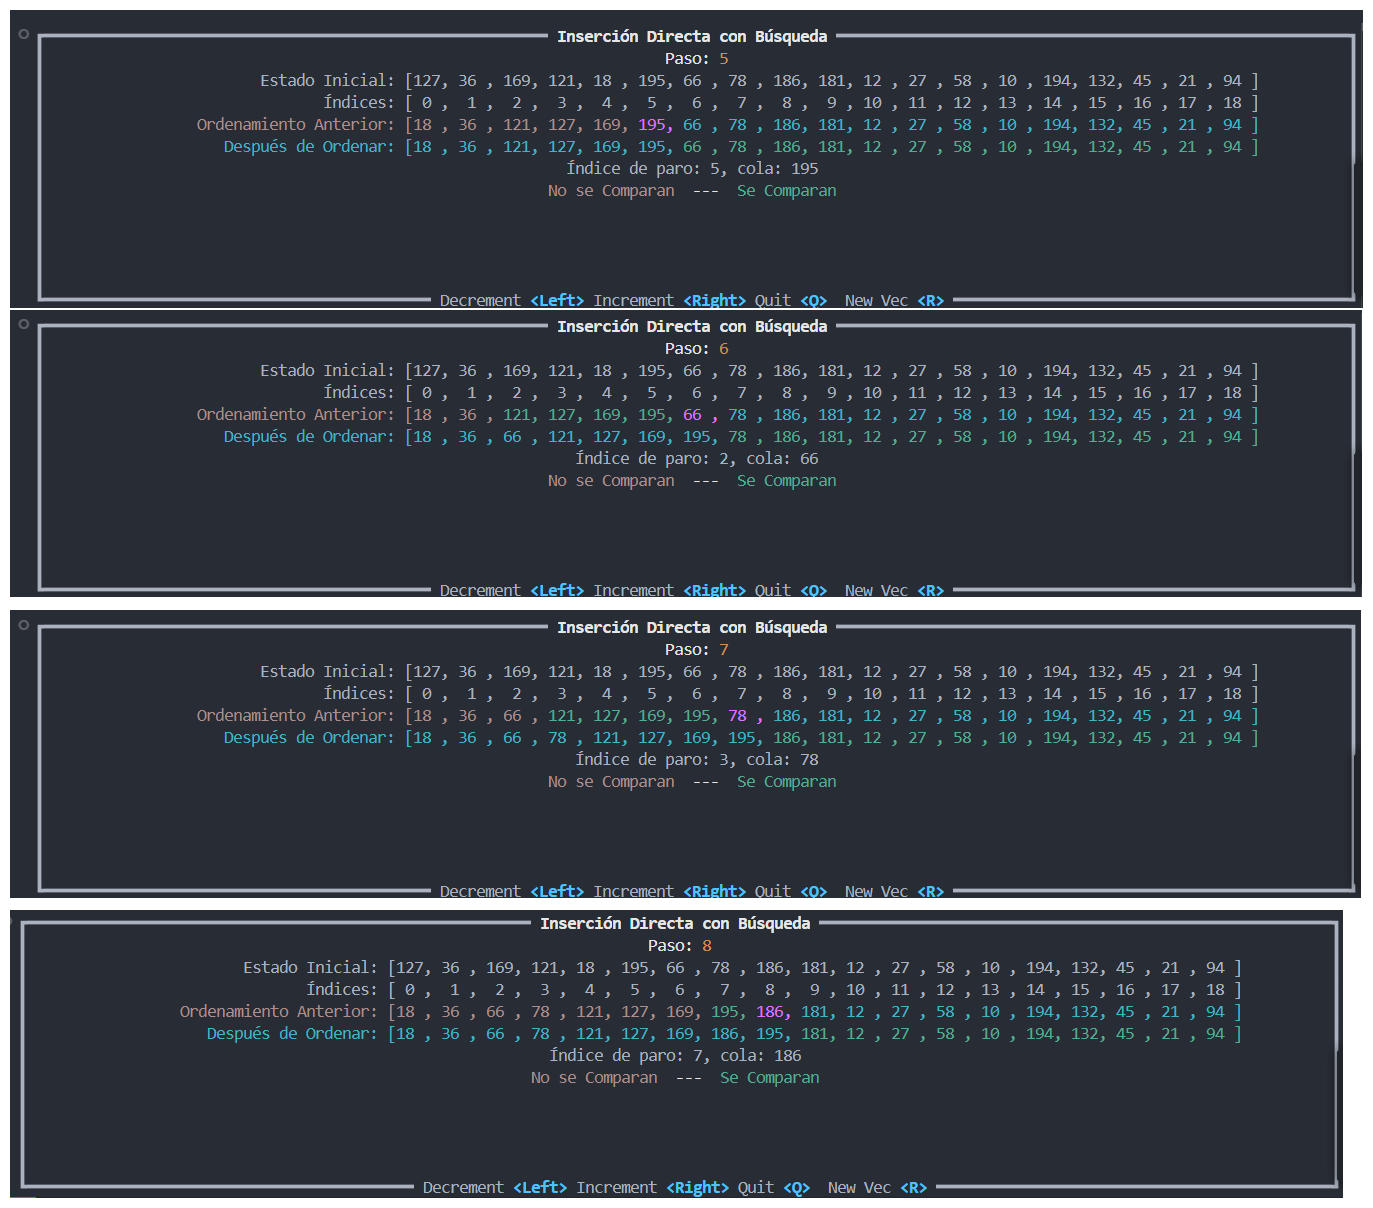 Inserción Directa con Búsqueda
Paso: 5
Estado Inicial: [127, 36 , 169, 121, 18 , 195, 66 , 78 , 186, 181, 12 , 27 , 58 , 10 , 194, 132, 45 , 21 , 94 ]
Índices: [ 0 ,  1 ,  2 ,  3 ,  4 ,  5 ,  6 ,  7 ,  8 ,  9 , 10 , 11 , 12 , 13 , 14 , 15 , 16 , 17 , 18 ]
Ordenamiento Anterior: [18 , 36 , 121, 127, 169, 195, 66 , 78 , 186, 181, 12 , 27 , 58 , 10 , 194, 132, 45 , 21 , 94 ]
Después de Ordenar: [18 , 36 , 121, 127, 169, 195, 66 , 78 , 186, 181, 12 , 27 , 58 , 10 , 194, 132, 45 , 21 , 94 ]
Índice de paro: 5, cola: 195
No se Comparan  ---  Se Comparan
Decrement <Left> Increment <Right> Quit <Q>  New Vec <R>
Inserción Directa con Búsqueda
Paso: 6
Estado Inicial: [127, 36 , 169, 121, 18 , 195, 66 , 78 , 186, 181, 12 , 27 , 58 , 10 , 194, 132, 45 , 21 , 94 ]
Índices: [ 0 ,  1 ,  2 ,  3 ,  4 ,  5 ,  6 ,  7 ,  8 ,  9 , 10 , 11 , 12 , 13 , 14 , 15 , 16 , 17 , 18 ]
Ordenamiento Anterior: [18 , 36 , 121, 127, 169, 195, 66 , 78 , 186, 181, 12 , 27 , 58 , 10 , 194, 132, 45 , 21 , 94 ]
Después de Ordenar: [18 , 36 , 66 , 121, 127, 169, 195, 78 , 186, 181, 12 , 27 , 58 , 10 , 194, 132, 45 , 21 , 94 ]
Índice de paro: 2, cola: 66
No se Comparan  ---  Se Comparan
Decrement <Left> Increment <Right> Quit <Q>  New Vec <R>
Inserción Directa con Búsqueda
Paso: 7
Estado Inicial: [127, 36 , 169, 121, 18 , 195, 66 , 78 , 186, 181, 12 , 27 , 58 , 10 , 194, 132, 45 , 21 , 94 ]
Índices: [ 0 ,  1 ,  2 ,  3 ,  4 ,  5 ,  6 ,  7 ,  8 ,  9 , 10 , 11 , 12 , 13 , 14 , 15 , 16 , 17 , 18 ]
Ordenamiento Anterior: [18 , 36 , 66 , 121, 127, 169, 195, 78 , 186, 181, 12 , 27 , 58 , 10 , 194, 132, 45 , 21 , 94 ]
Después de Ordenar: [18 , 36 , 66 , 78 , 121, 127, 169, 195, 186, 181, 12 , 27 , 58 , 10 , 194, 132, 45 , 21 , 94 ]
Índice de paro: 3, cola: 78
No se Comparan  ---  Se Comparan
Decrement <Left> Increment <Right> Quit <Q>  New Vec <R>
Inserción Directa con Búsqueda
Paso: 8
Estado Inicial: [127, 36 , 169, 121, 18 , 195, 66 , 78 , 186, 181, 12 , 27 , 58 , 10 , 194, 132, 45 , 21 , 94 ]
Índices: [ 0 ,  1 ,  2 ,  3 ,  4 ,  5 ,  6 ,  7 ,  8 ,  9 , 10 , 11 , 12 , 13 , 14 , 15 , 16 , 17 , 18 ]
Ordenamiento Anterior: [18 , 36 , 66 , 78 , 121, 127, 169, 195, 186, 181, 12 , 27 , 58 , 10 , 194, 132, 45 , 21 , 94 ]
Después de Ordenar: [18 , 36 , 66 , 78 , 121, 127, 169, 186, 195, 181, 12 , 27 , 58 , 10 , 194, 132, 45 , 21 , 94 ]
Índice de paro: 7, cola: 186
No se Comparan  ---  Se Comparan
Decrement <Left> Increment <Right> Quit <Q>  New Vec <R>